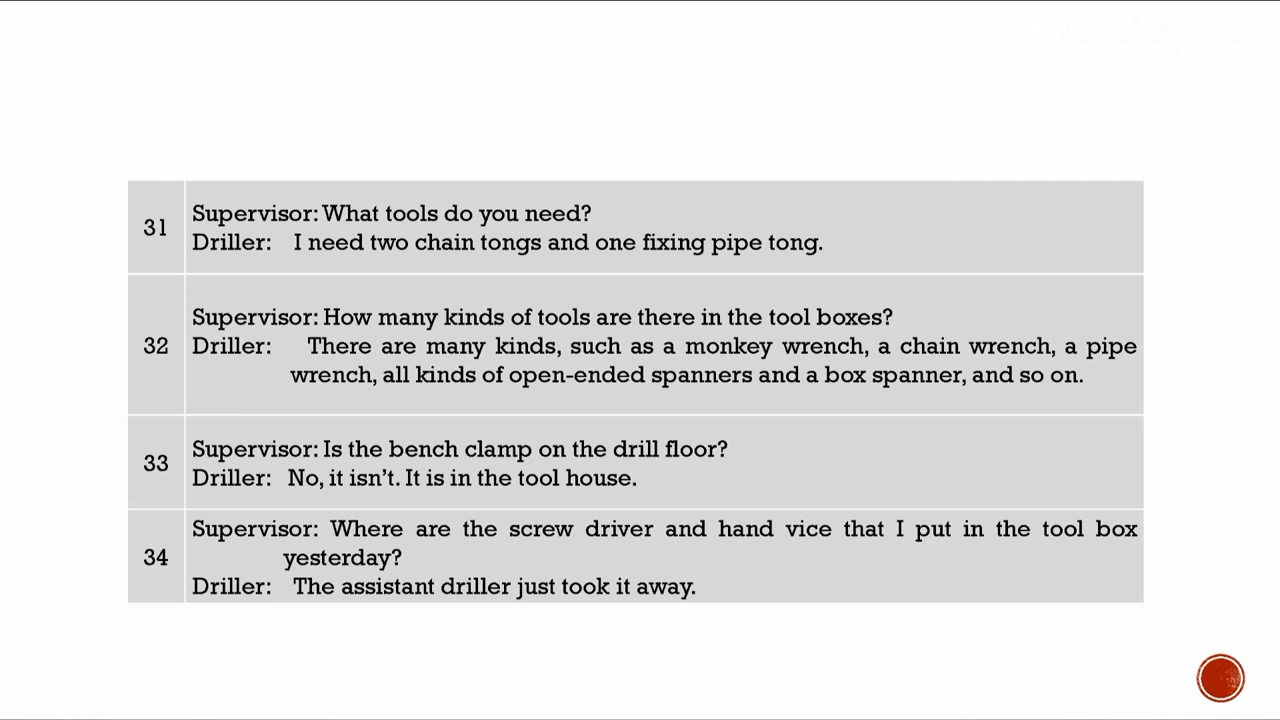 VEED.IO
31
Supervisor: What tools do you need?
Driller: I need two chain tongs and one fixing pipe tong.
32
Supervisor: How many kinds of tools are there in the tool boxes?
Driller: There are many kinds, such as a monkey wrench, a chain wrench, a pipe
wrench, all kinds of open-ended spanners and a box spanner, and so on.
33
Supervisor: Is the bench clamp on the drill floor?
Driller: No, it isn't. It is in the tool house.
34
Supervisor: Where are the screw driver and hand vice that I put in the tool box
yesterday?
Driller: The assistant driller just took it away.